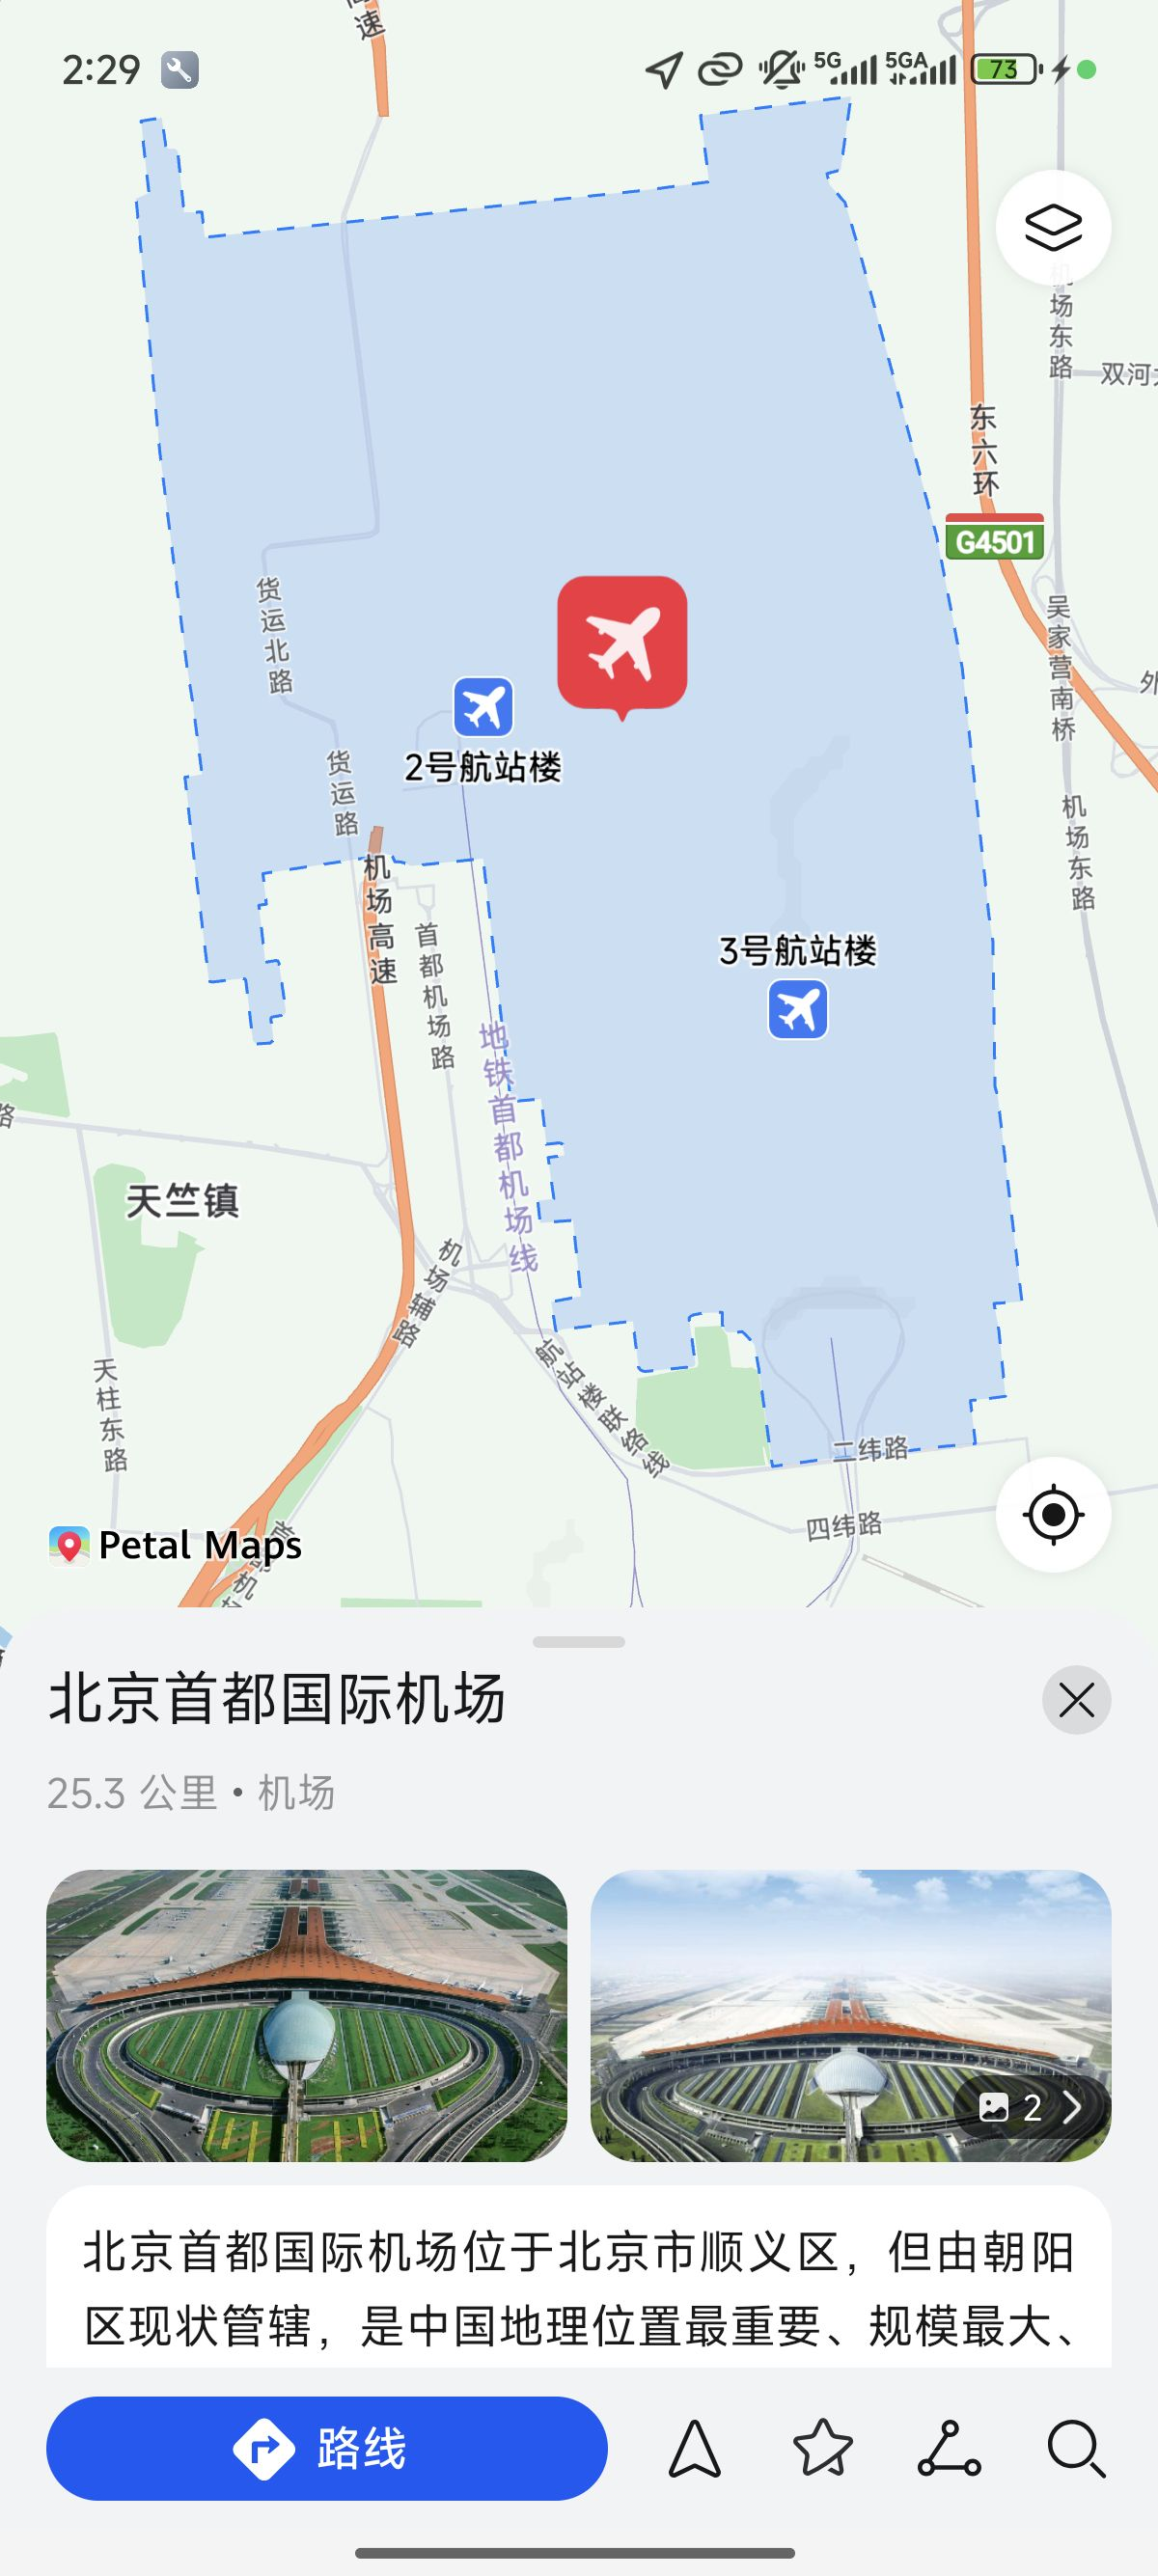 高速
2:29
5G
5GA
73
机场东路
双河
东六环
G4501
吴家营南桥
外
货运北路
2号航站楼
货运路
机场东路
机场高速
首都机场路
3号航站楼
地铁首都机场线
路
天竺镇
机场辅路
航站楼联络线
天柱东路
二纬路
四纬路
Petal Maps
北京首都国际机场
25.3 公里·机场
2
北京首都国际机场位于北京市顺义区，但由朝阳
区现状管辖，是中国地理位置最重要、规模最大、
路线